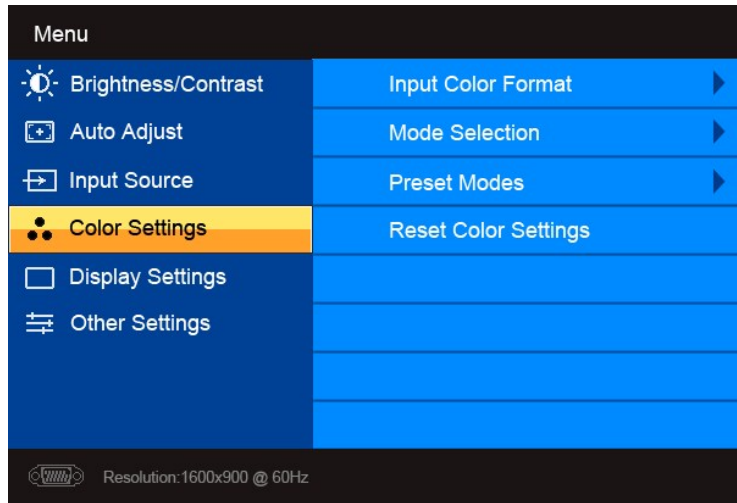 Menu
Brightness/Contrast
Auto Adjust
Input Source
Color Settings
Display Settings
Other Settings
Input Color Format
Mode Selection
Preset Modes
Reset Color Settings
Resolution:1600x900 @ 60Hz